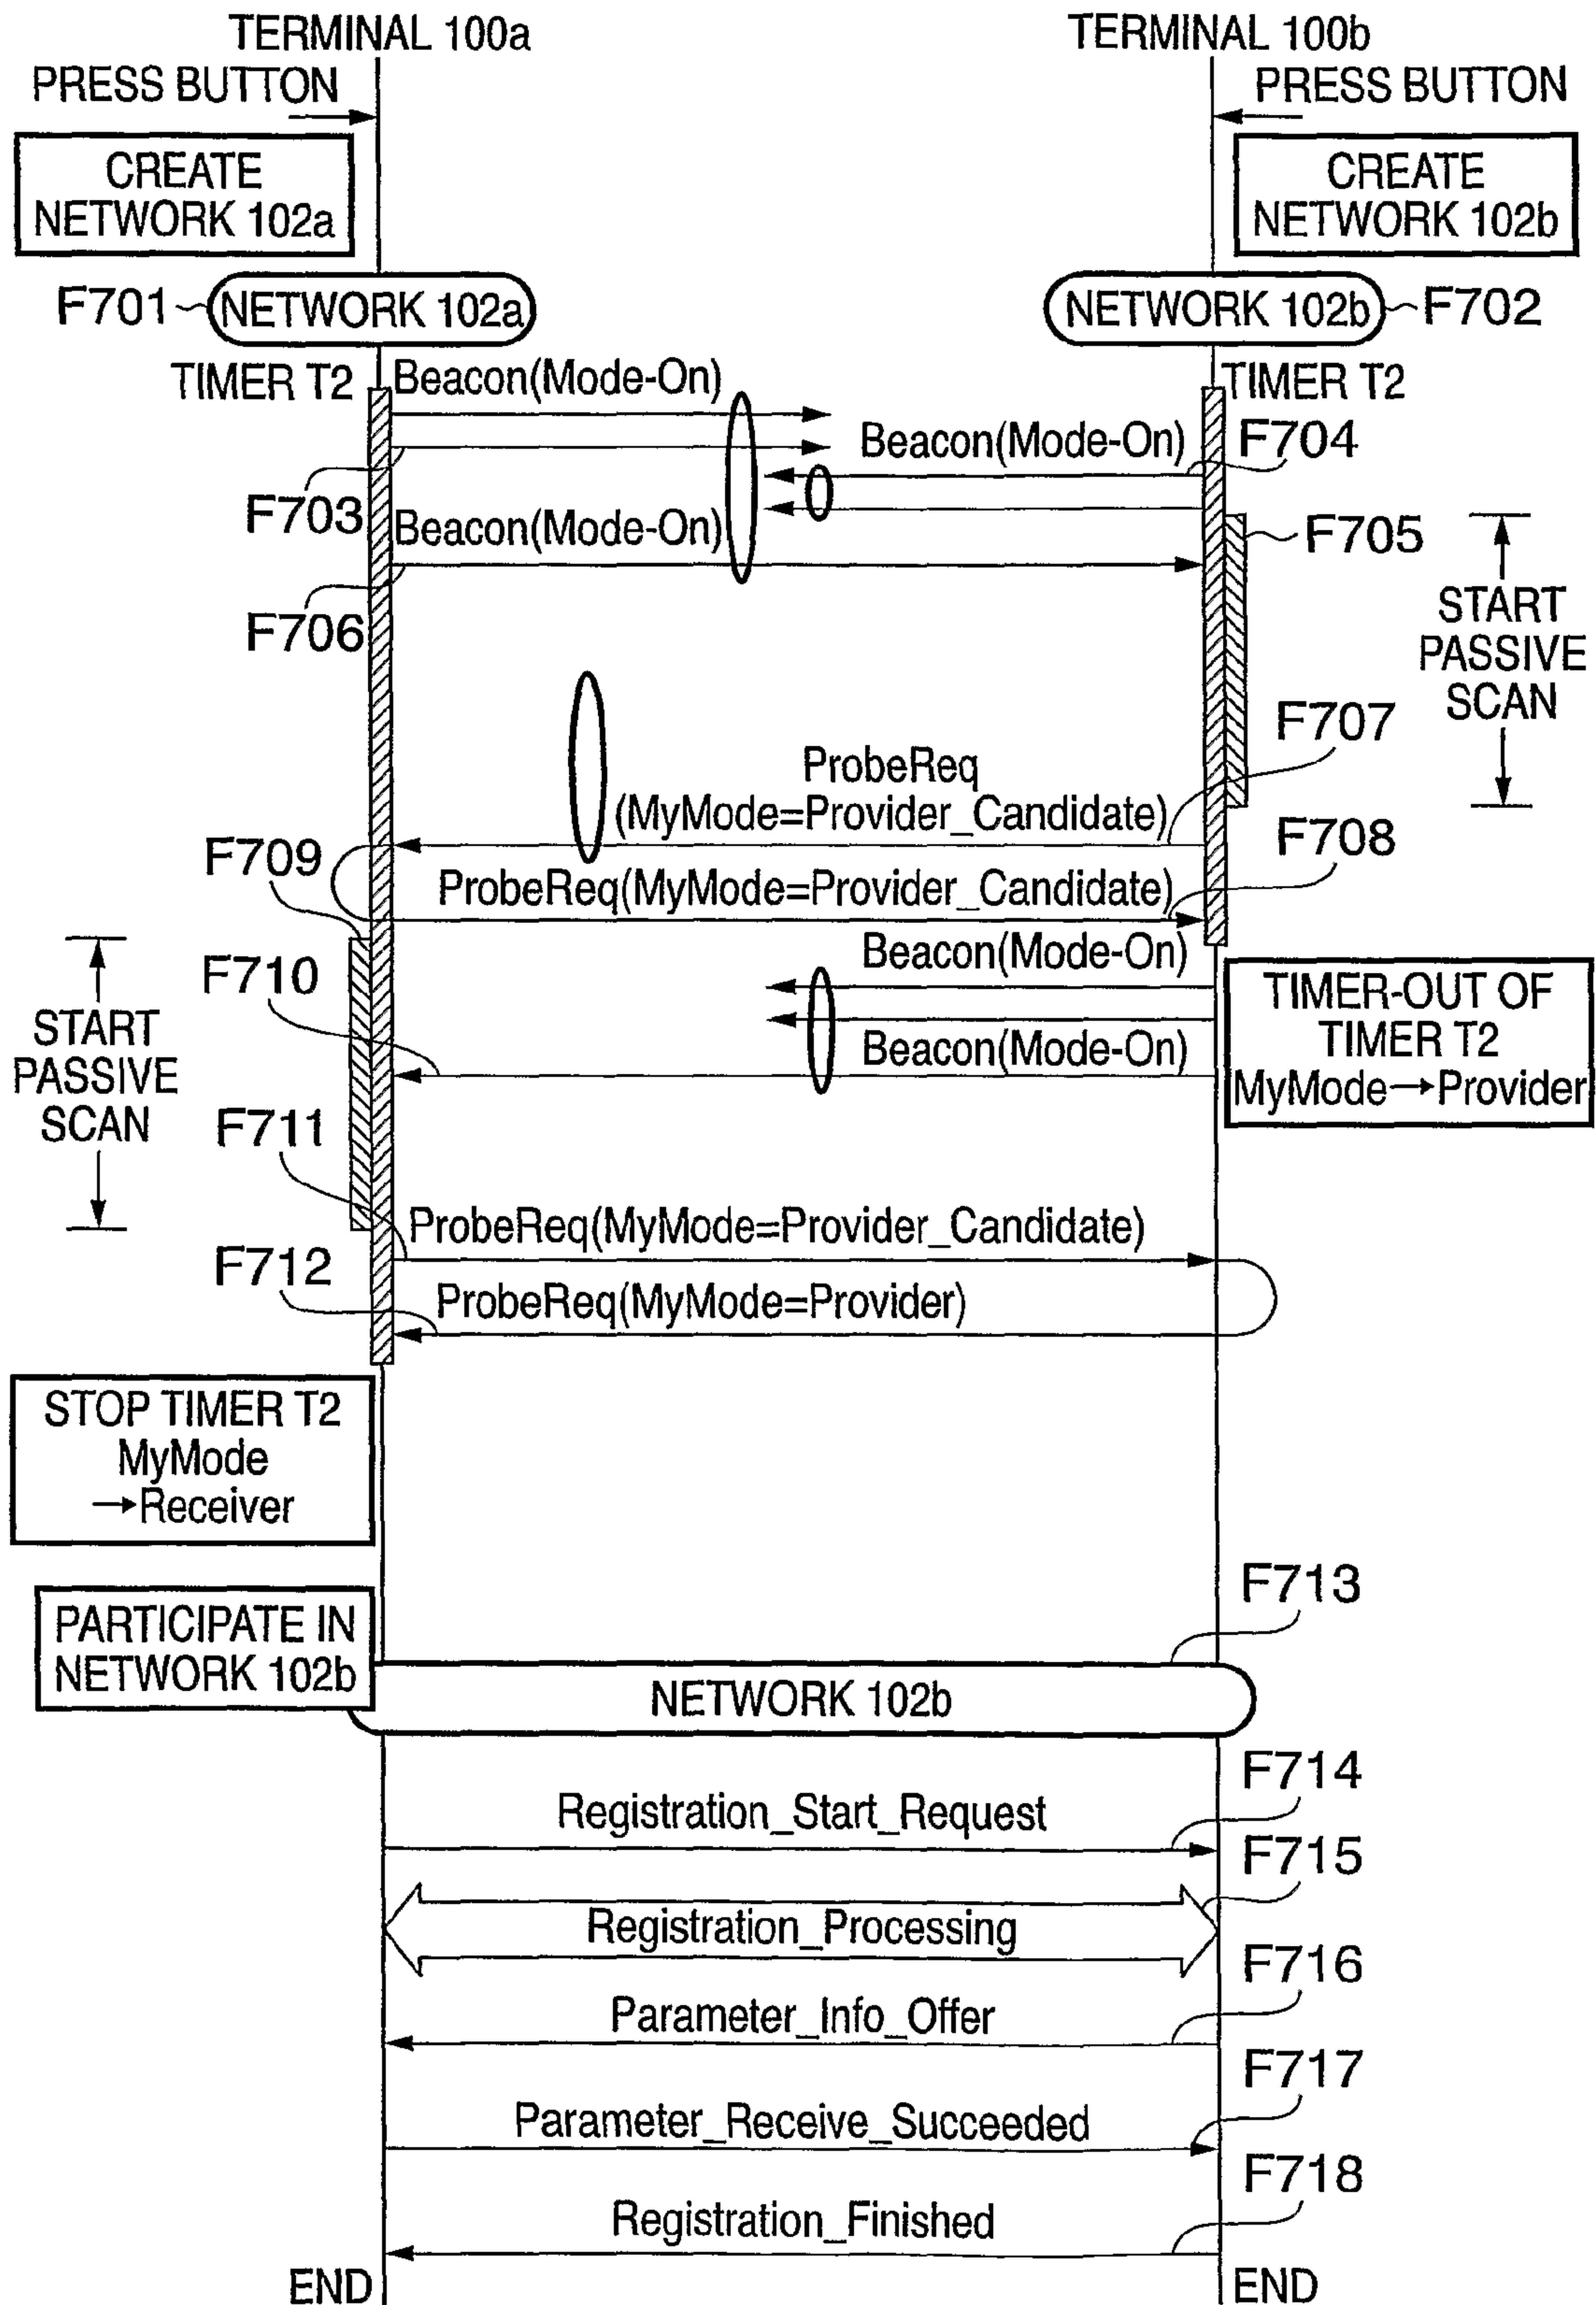 TERMINAL 100a
TERMINAL 100b
PRESS BUTTON
PRESS BUTTON
CREATE
NETWORK 102a
CREATE
NETWORK 102b
F701
NETWORK 102a
NETWORK 102b
F702
TIMER T2
Beacon(Mode-On)
TIMER T2
Beacon(Mode-On)
F704
F703
Beacon(Mode-On)
F705
F706
START
PASSIVE
SCAN
F707
ProbeReq
(MyMode=Provider_Candidate)
F708
F709
ProbeReq(MyMode=Provider_Candidate)
Beacon(Mode-On)
F710
TIMER-OUT OF
TIMER T2
MyMode→Provider
START
PASSIVE
SCAN
Beacon(Mode-On)
F711
ProbeReq(MyMode=Provider_Candidate)
F712
ProbeReq(MyMode=Provider)
STOP TIMER T2
MyMode
→Receiver
F713
PARTICIPATE IN
NETWORK 102b
NETWORK 102b
F714
Registration_Start_Request
F715
Registration_Processing
F716
Parameter_Info_Offer
F717
Parameter_Receive_Succeeded
F718
Registration_Finished
END
END